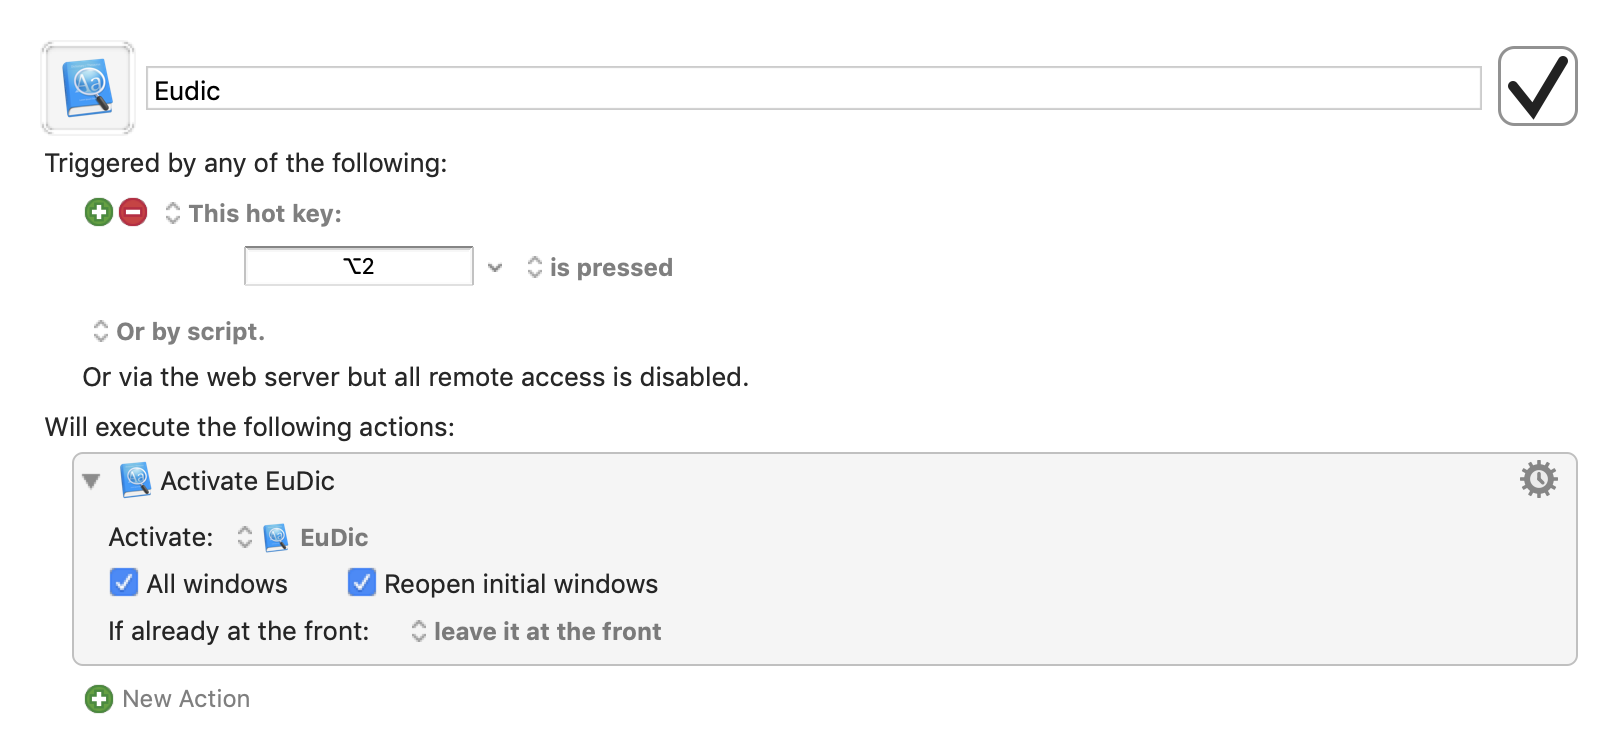 Eudic
Triggered by any of the following:
This hot key:
⌥2 is pressed
Or by script.
Or via the web server but all remote access is disabled.
Will execute the following actions:
Activate EuDic
Activate: EuDic
All windows Reopen initial windows
If already at the front: leave it at the front
New Action